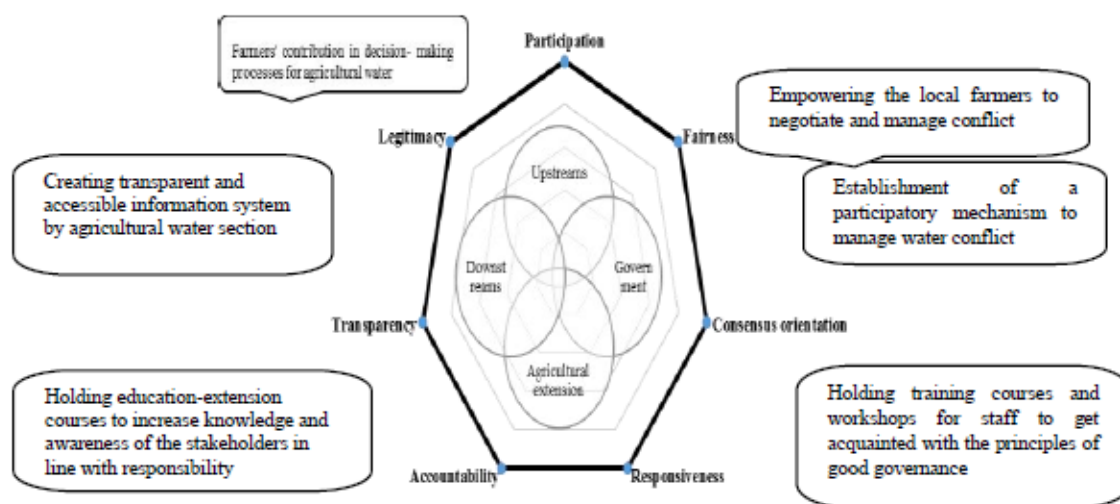 Participation
Farmers' contribution in decision- making
processes for agricultural water
Empowering the local farmers to
negotiate and manage conflict
Legitimacy
Fairness
Upstreams
Creating transparent and
accessible information system
by agricultural water section
Establishment of a
participatory mechanism to
manage water conflict
Downst
reams
Govern
ment
Transparency
Consensus orientation
Agricultural
extension
Holding education-extension
courses to increase knowledge and
awareness of the stakeholders in
line with responsibility
Holding training courses and
workshops for staff to get
acquainted with the principles of
good governance
Accountability
Responsiveness